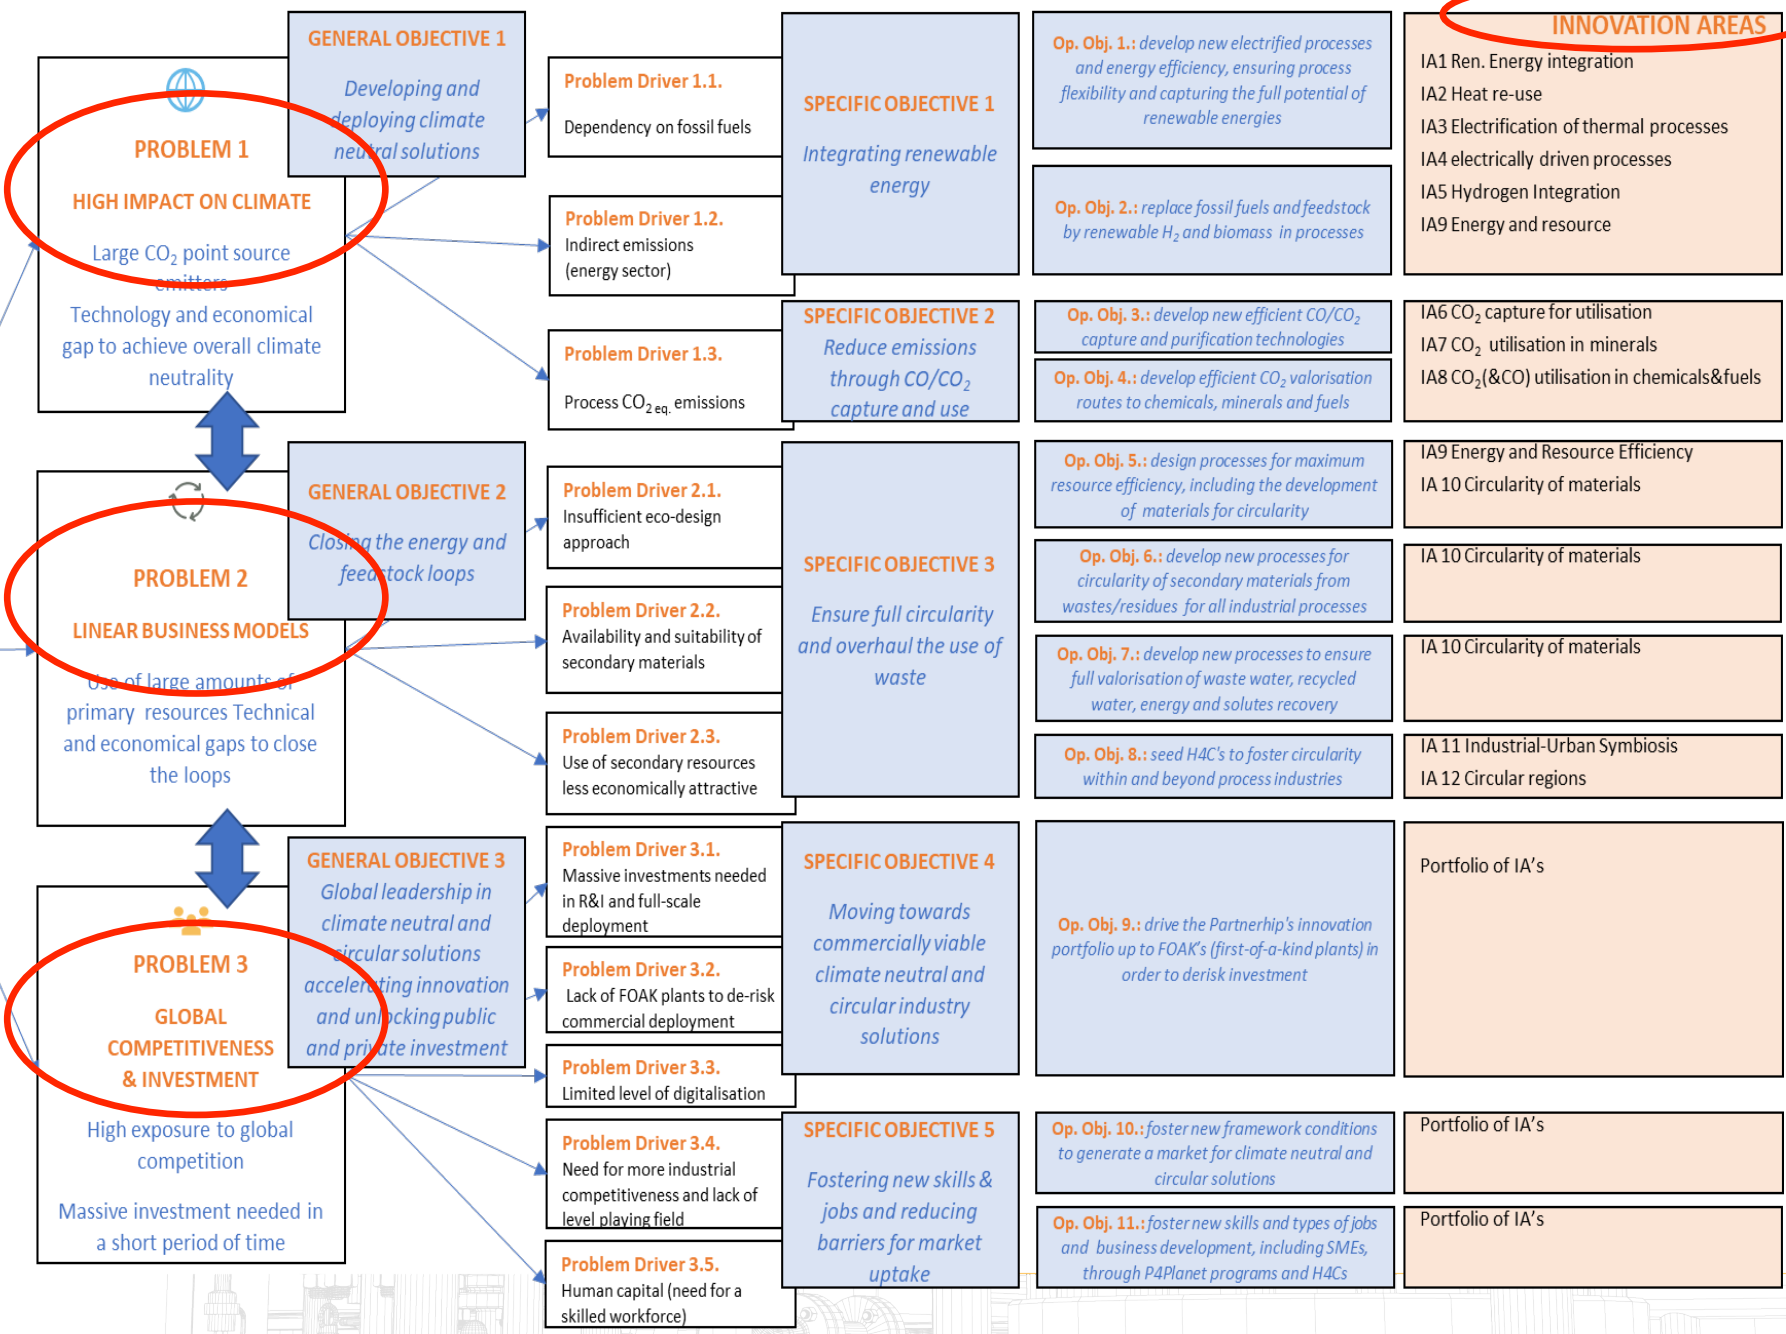 PROBLEM 1
HIGH IMPACT ON CLIMATE
Large CO₂ point source
emitters
Technology and economical
gap to achieve overall climate
neutrality
GENERAL OBJECTIVE 1
Developing and
deploying climate
neutral solutions
Problem Driver 1.1.
Dependency on fossil fuels
Problem Driver 1.2.
Indirect emissions
(energy sector)
Problem Driver 1.3.
Process CO₂ eq. emissions
SPECIFIC OBJECTIVE 1
Integrating renewable
energy
SPECIFIC OBJECTIVE 2
Reduce emissions
through CO/CO₂
capture and use
Op. Obj. 1.: develop new electrified processes
and energy efficiency, ensuring process
flexibility and capturing the full potential of
renewable energies
Op. Obj. 2.: replace fossil fuels and feedstock
by renewable H₂ and biomass in processes
Op. Obj. 3.: develop new efficient CO/CO₂
capture and purification technologies
Op. Obj. 4.: develop efficient CO₂ valorisation
routes to chemicals, minerals and fuels
INNOVATION AREAS
IA1 Ren. Energy integration
IA2 Heat re-use
IA3 Electrification of thermal processes
IA4 electrically driven processes
IA5 Hydrogen Integration
IA9 Energy and resource
IA6 CO₂ capture for utilisation
IA7 CO₂ utilisation in minerals
IA8 CO₂(&CO) utilisation in chemicals&fuels
PROBLEM 2
LINEAR BUSINESS MODELS
Use of large amounts of
primary resources Technical
and economical gaps to close
the loops
GENERAL OBJECTIVE 2
Closing the energy and
feedstock loops
Problem Driver 2.1.
Insufficient eco-design
approach
Problem Driver 2.2.
Availability and suitability of
secondary materials
Problem Driver 2.3.
Use of secondary resources
less economically attractive
SPECIFIC OBJECTIVE 3
Ensure full circularity
and overhaul the use of
waste
Op. Obj. 5.: design processes for maximum
resource efficiency, including the development
of materials for circularity
Op. Obj. 6.: develop new processes for
circularity of secondary materials from
wastes/residues for all industrial processes
Op. Obj. 7.: develop new processes to ensure
full valorisation of waste water, recycled
water, energy and solutes recovery
Op. Obj. 8.: seed H4C's to foster circularity
within and beyond process industries
IA9 Energy and Resource Efficiency
IA 10 Circularity of materials
IA 10 Circularity of materials
IA 10 Circularity of materials
IA 11 Industrial-Urban Symbiosis
IA 12 Circular regions
PROBLEM 3
GLOBAL
COMPETITIVENESS
& INVESTMENT
High exposure to global
competition
Massive investment needed in
a short period of time
GENERAL OBJECTIVE 3
Global leadership in
climate neutral and
circular solutions
accelerating innovation
and unlocking public
and private investment
Problem Driver 3.1.
Massive investments needed
in R&I and full-scale
deployment
Problem Driver 3.2.
Lack of FOAK plants to de-risk
commercial deployment
Problem Driver 3.3.
Limited level of digitalisation
Problem Driver 3.4.
Need for more industrial
competitiveness and lack of
level playing field
Problem Driver 3.5.
Human capital (need for a
skilled workforce)
SPECIFIC OBJECTIVE 4
Moving towards
commercially viable
climate neutral and
circular industry
solutions
SPECIFIC OBJECTIVE 5
Fostering new skills &
jobs and reducing
barriers for market
uptake
Op. Obj. 9.: drive the Partnerhip's innovation
portfolio up to FOAK's (first-of-a-kind plants) in
order to derisk investment
Op. Obj. 10.: foster new framework conditions
to generate a market for climate neutral and
circular solutions
Op. Obj. 11.: foster new skills and types of jobs
and business development, including SMEs,
through P4Planet programs and H4Cs
Portfolio of IA's
Portfolio of IA's
Portfolio of IA's